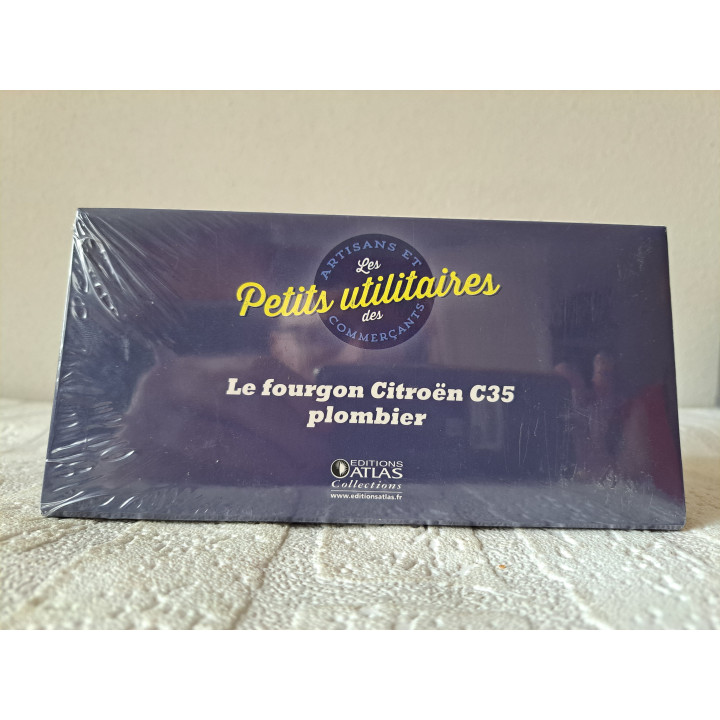 ARTISANS ET
Les
Petits utilitaires
des
COMMERÇANTS
Le fourgon Citroën C35
plombier
EDITIONS
ATLAS
Collections
www.editionsatlas.fr